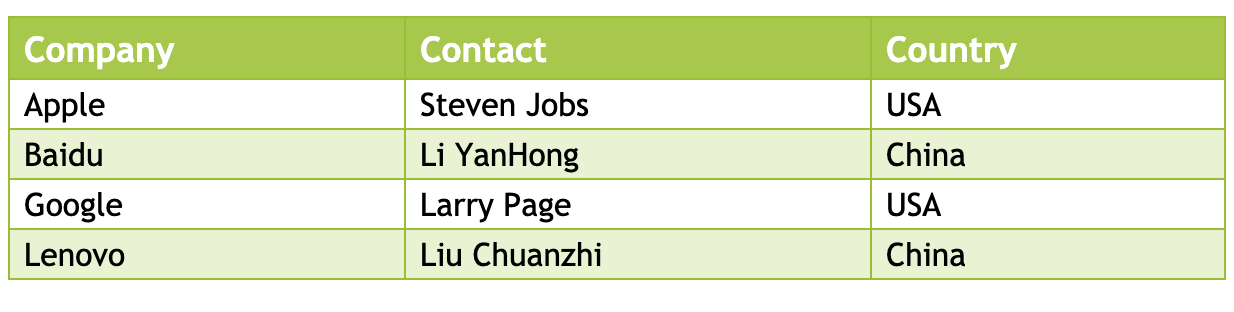 Company Contact Country
Apple Steven Jobs USA
Baidu Li YanHong China
Google Larry Page USA
Lenovo Liu Chuanzhi China